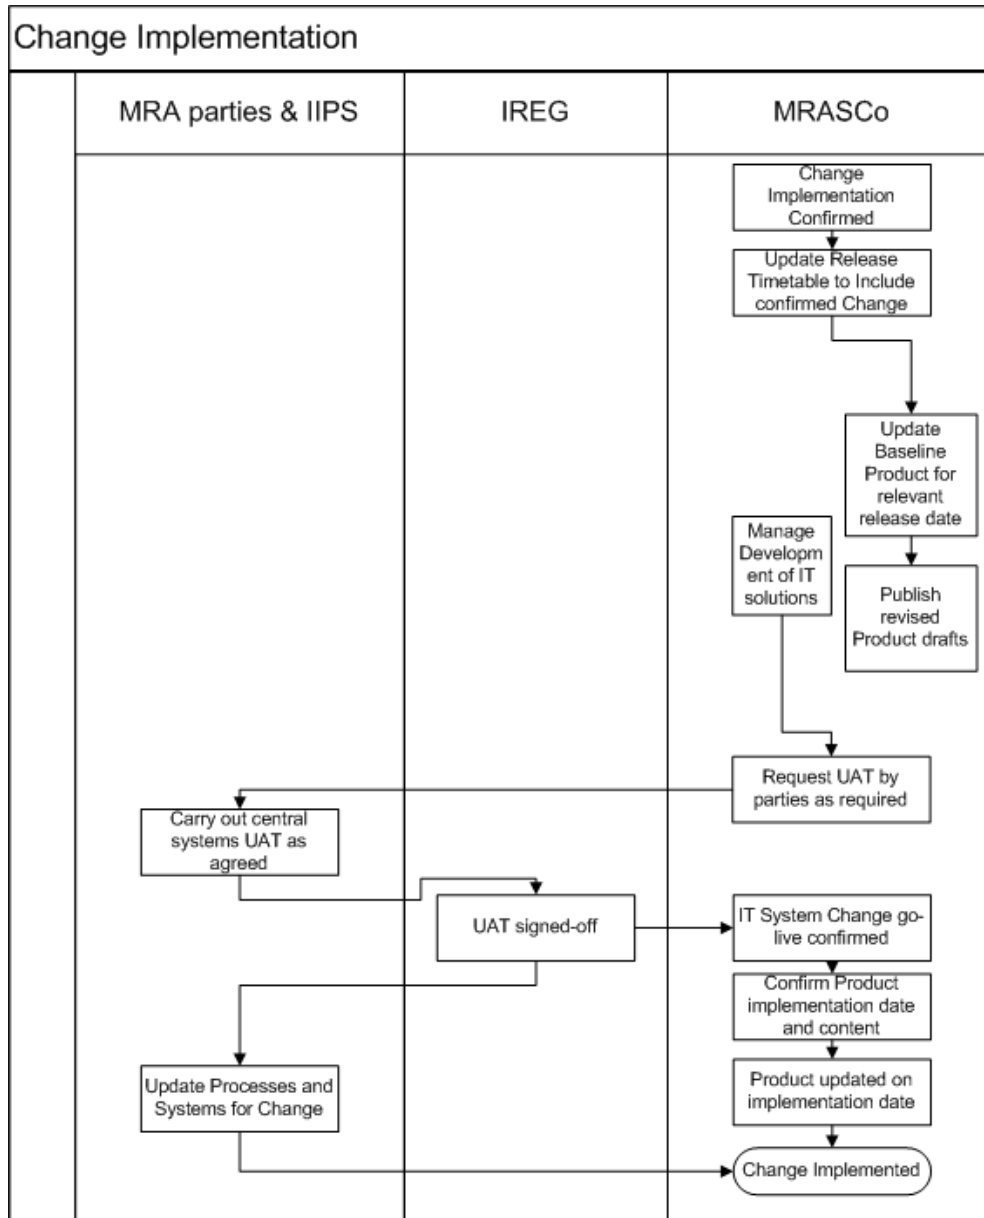 Change Implementation
MRA parties & IIPS
IREG
MRASCo
Change
Implementation
Confirmed
Update Release
Timetable to Include
confirmed Change
Update
Baseline
Product for
relevant
release date
Manage
Developm
ent of IT
solutions
Publish
revised
Product drafts
Request UAT by
parties as required
Carry out central
systems UAT as
agreed
UAT signed-off
IT System Change go-
live confirmed
Confirm Product
implementation date
and content
Update Processes and
Systems for Change
Product updated on
implementation date
Change Implemented